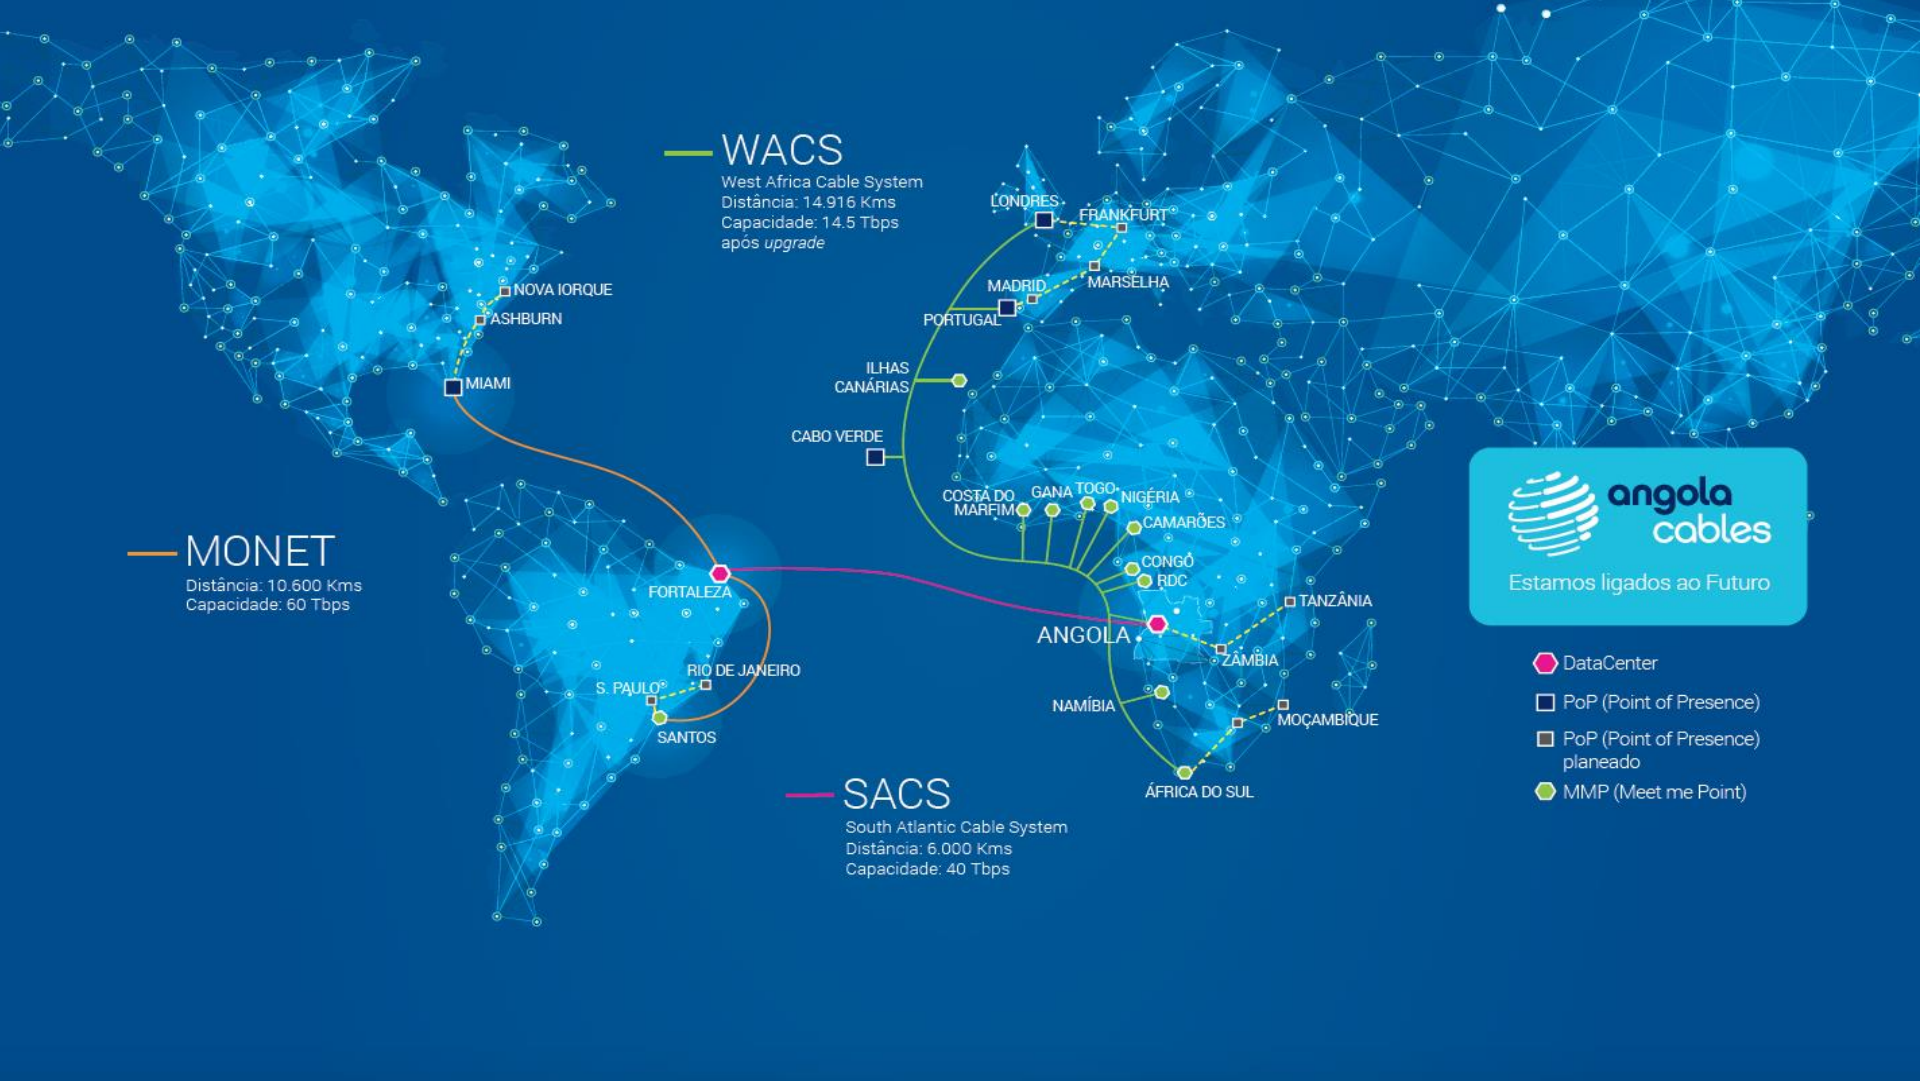 WACS
West Africa Cable System
Distância: 14.916 Kms
Capacidade: 14.5 Tbps
após upgrade
LONDRES
FRANKFURT
MADRID
MARSELHA
PORTUGAL
NOVA IORQUE
ASHBURN
MIAMI
ILHAS
CANÁRIAS
CABO VERDE
COSTA DO
MARFIM
GANA
TOGO
NIGÉRIA
CAMARÕES
CONGO
RDC
angola
cables
Estamos ligados ao Futuro
MONET
Distância: 10.600 Kms
Capacidade: 60 Tbps
FORTALEZA
ANGOLA
TANZÂNIA
ZÂMBIA
RIO DE JANEIRO
S. PAULO
SANTOS
NAMÍBIA
MOÇAMBIQUE
ÁFRICA DO SUL
DataCenter
PoP (Point of Presence)
PoP (Point of Presence)
planeado
MMP (Meet me Point)
SACS
South Atlantic Cable System
Distância: 6.000 Kms
Capacidade: 40 Tbps